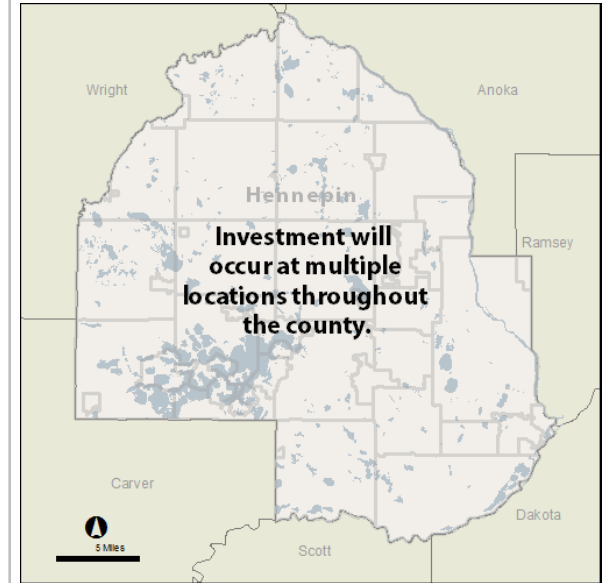 Wright
Anoka
Hennepin
Investment will
occur at multiple
locations throughout
the county.
Ramsey
Carver
Dakota
5 Miles
Scott